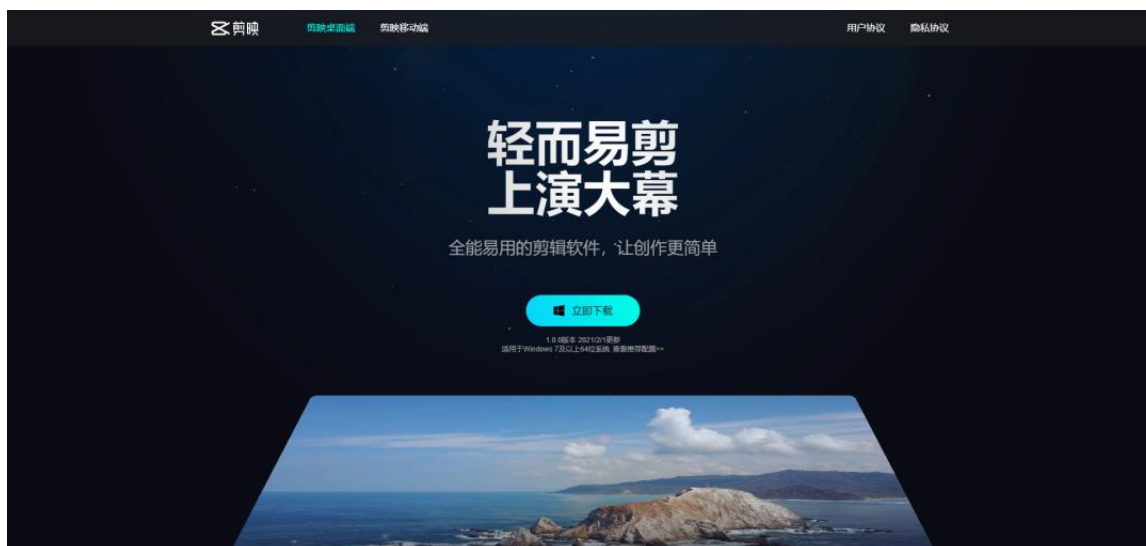 剪映
剪映桌面端
剪映移动端
用户协议
隐私协议
轻而易剪
上演大幕
全能易用的剪辑软件，让创作更简单
立即下载
1.0.0版本 2021/2/1更新
适用于Windows 7及以上64位系统 查看推荐配置>>